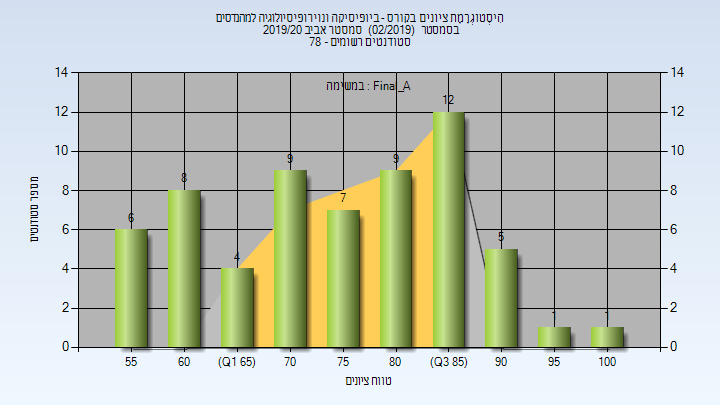 הִיסְטוֹגְרָמַת ציונים בקורס - ביופיסיקה ונוירופיסיולוגיה למהנדסים
בסמסטר (02/2019) סמסטר אביב 2019/20
סטודנטים רשומים - 78
במשימה : Final_A
מספר סטודנטים
14 14
12 12
10 10
8 8
6 6
4 4
2 2
0 0
6 8 4 9 7 9 12 5 1 1
55 60 (Q1 65) 70 75 80 (Q3 85) 90 95 100
טווח ציונים